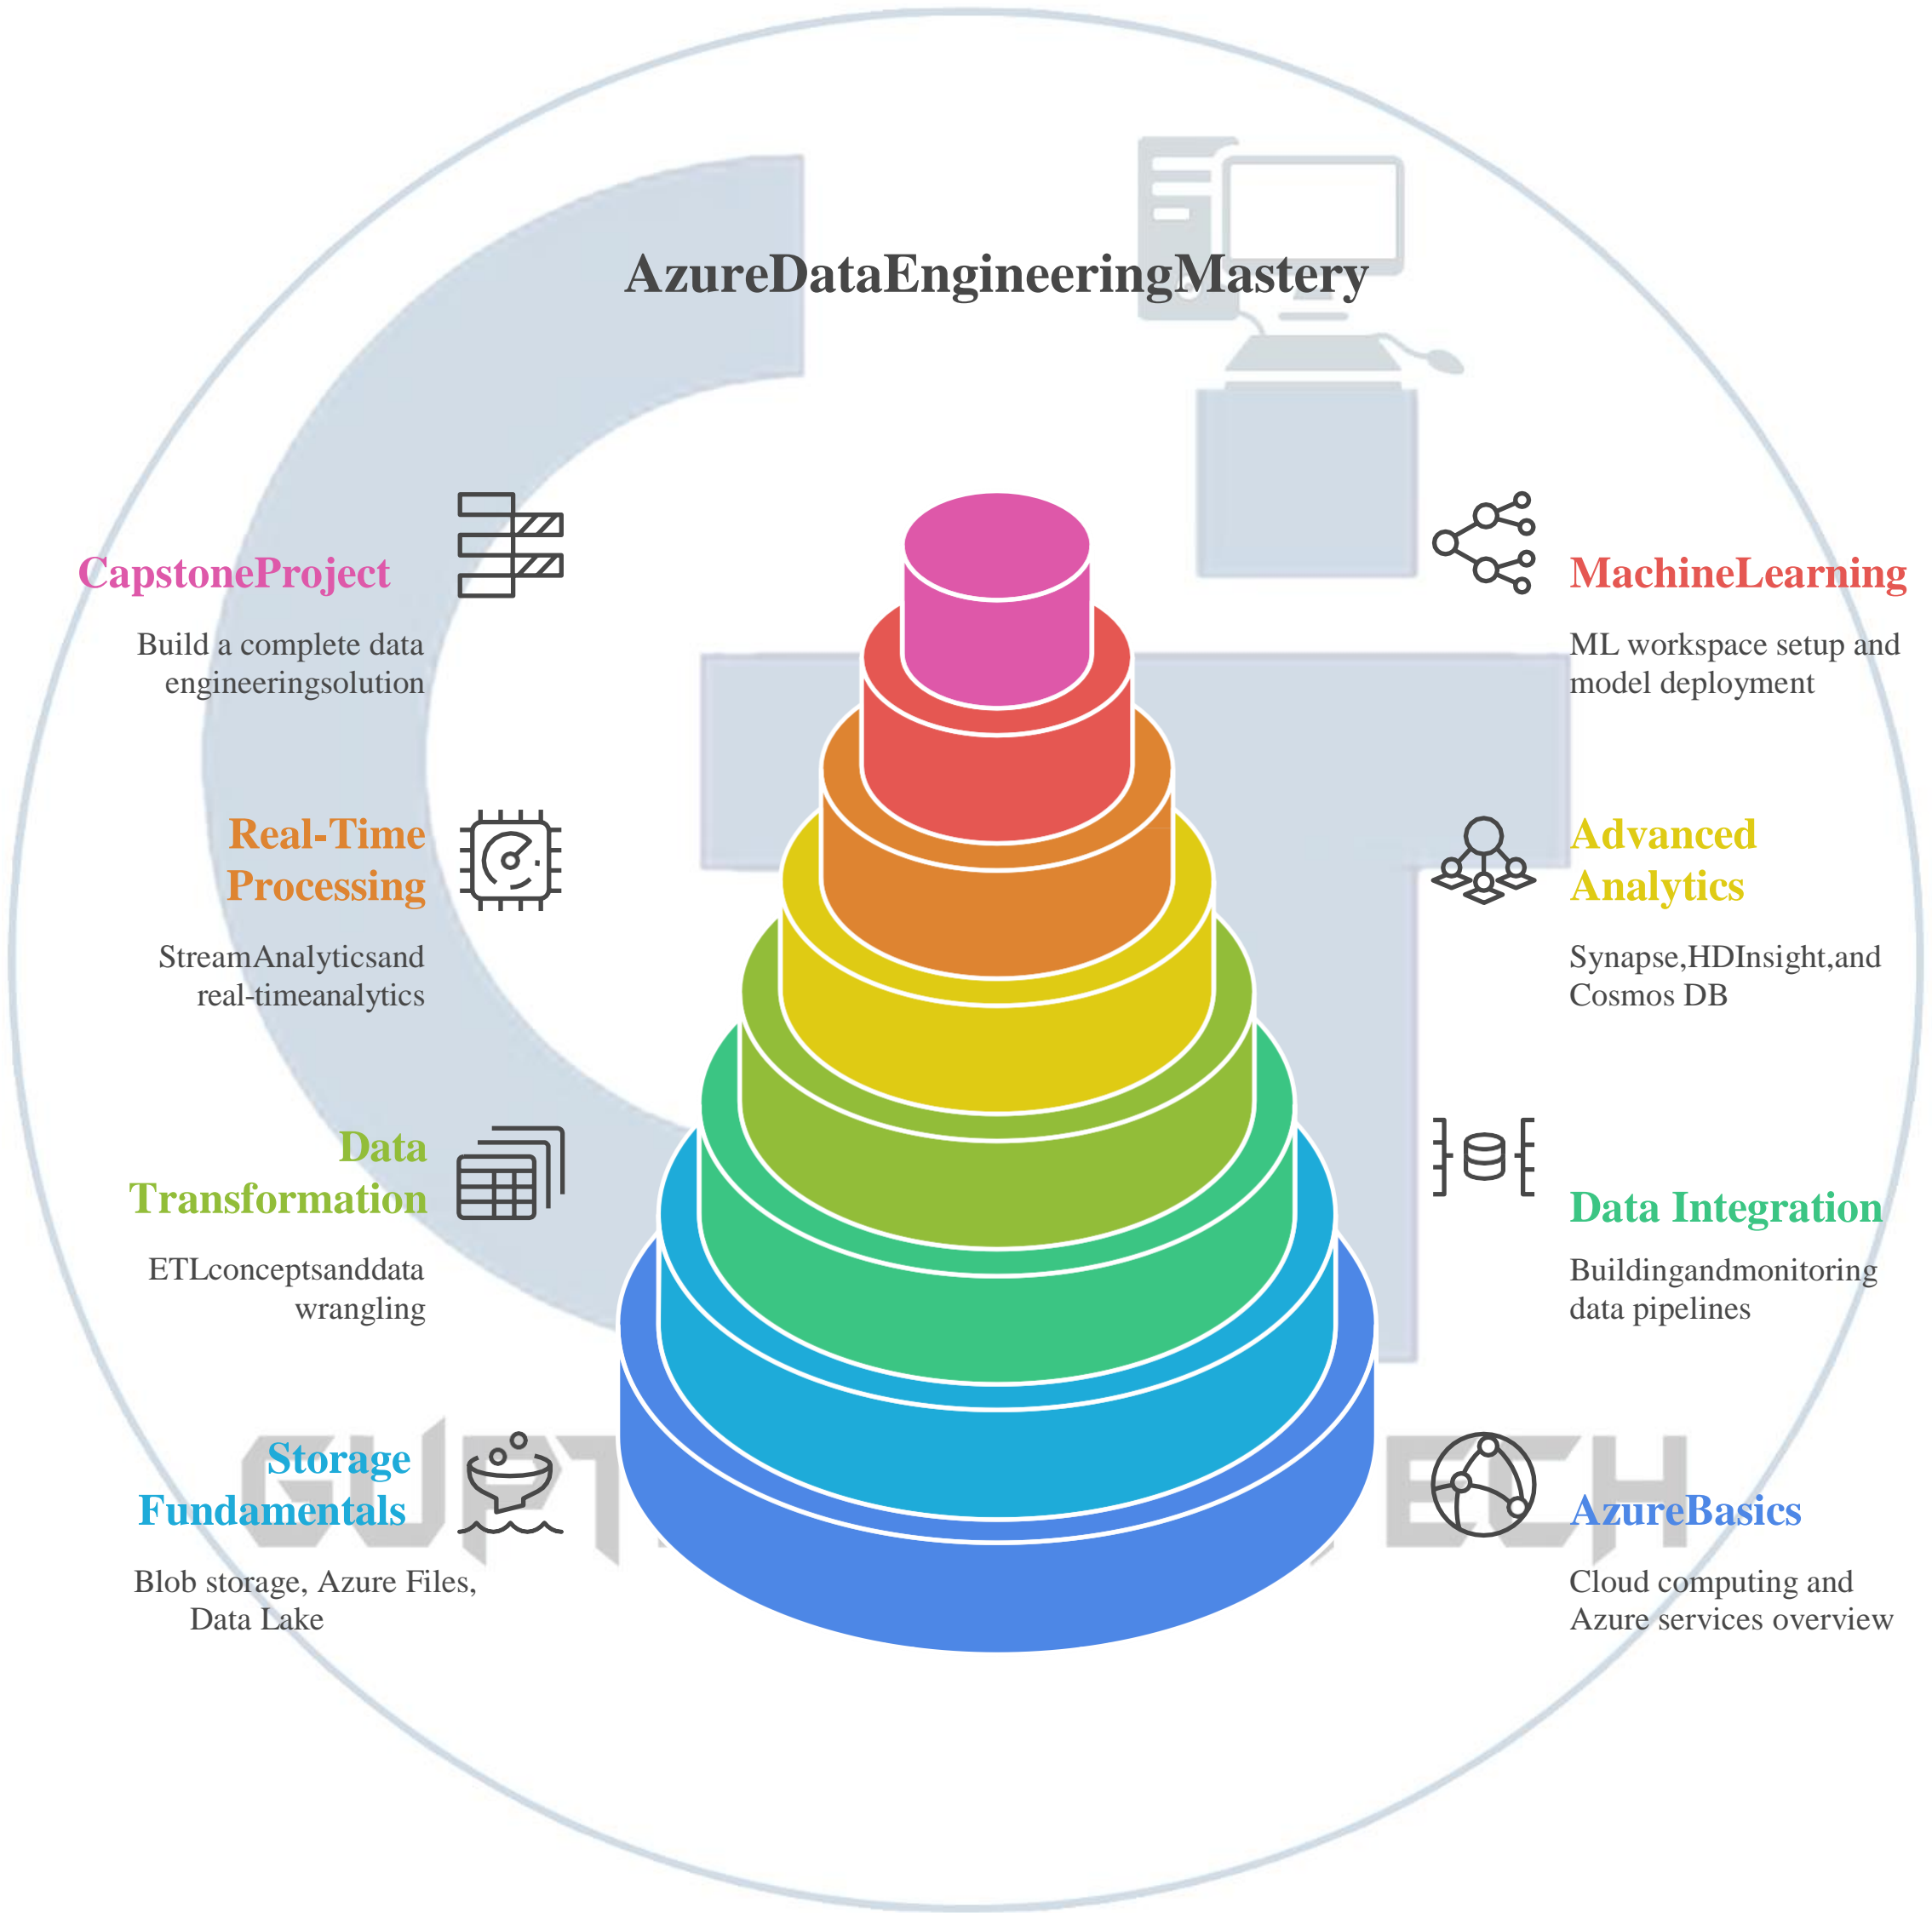 AzureDataEngineeringMastery
CapstoneProject
Build a complete data
engineeringsolution
MachineLearning
ML workspace setup and
model deployment
Real-Time
Processing
StreamAnalyticsand
real-timeanalytics
Advanced
Analytics
Synapse,HDInsight,and
Cosmos DB
Data
Transformation
ETLconceptsanddata
wrangling
Data Integration
Buildingandmonitoring
data pipelines
Storage
Fundamentals
Blob storage, Azure Files,
Data Lake
AzureBasics
Cloud computing and
Azure services overview